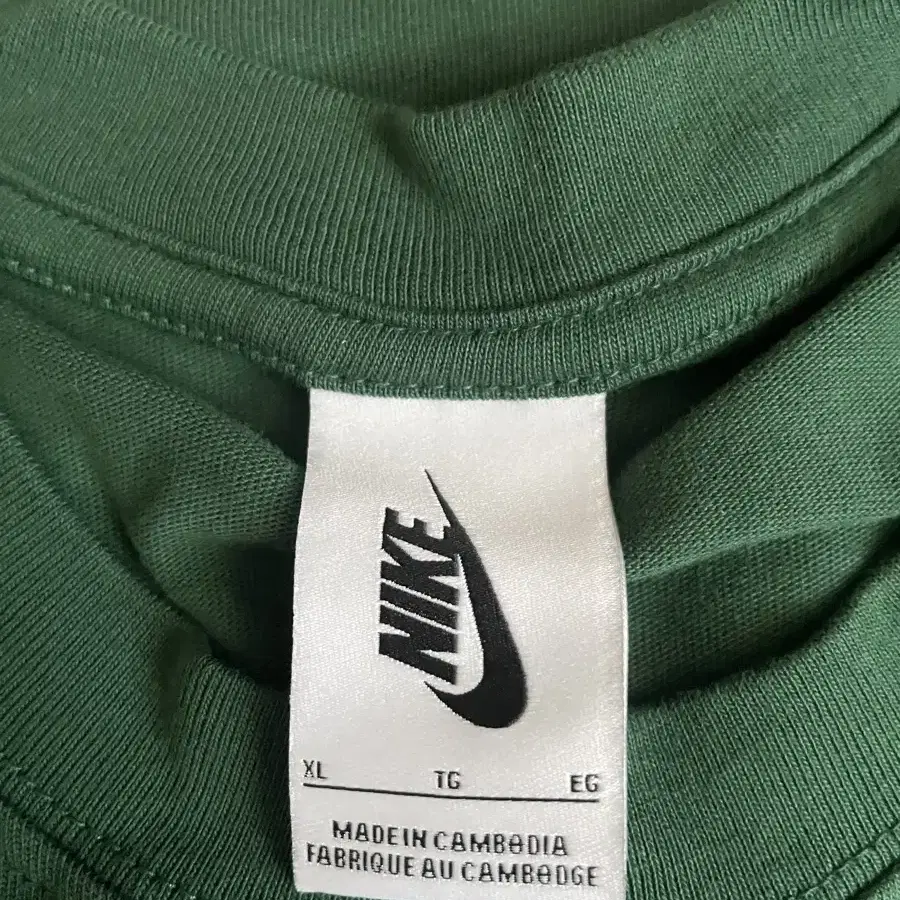 NIKE
XL TG EG
MADE IN CAMBODIA
FABRIQUE AU CAMBODGE